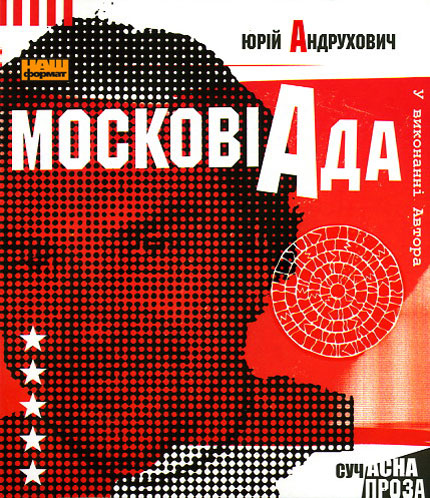 Юрій Андрухович
НАШ
формат
МОСКОВІАДА
У виконанні Автора
СУЧАСНА
ПРОЗА